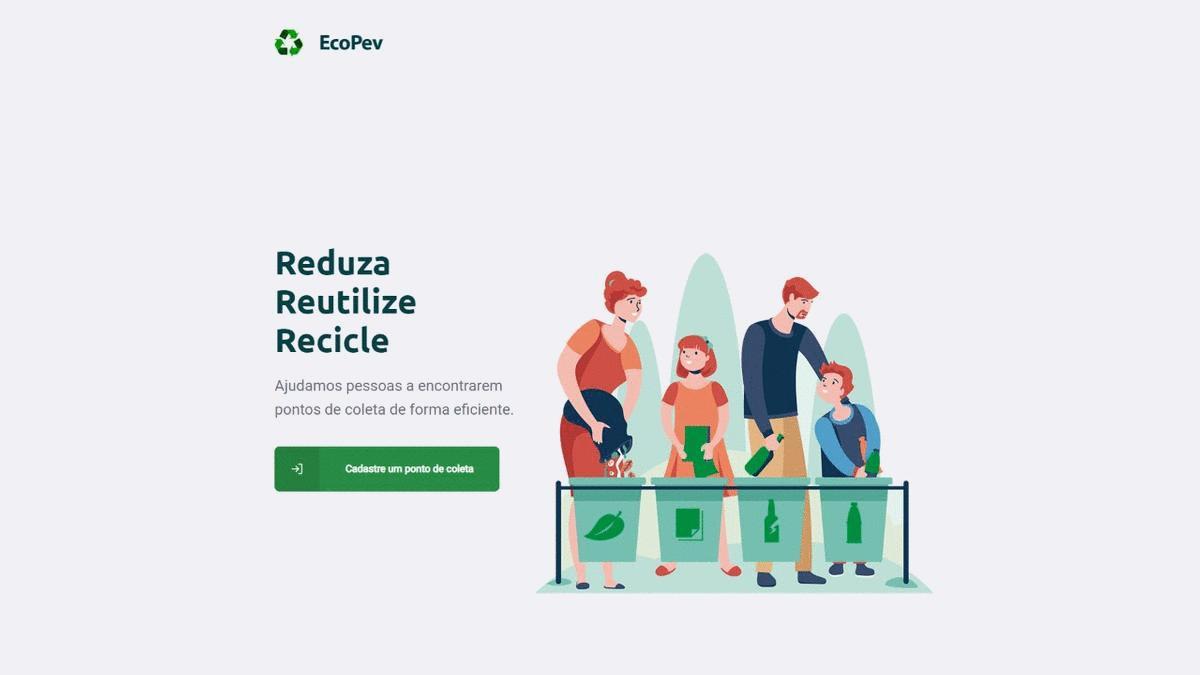 EcoPev
Reduza
Reutilize
Recicle
Ajudamos pessoas a encontrarem
pontos de coleta de forma eficiente.
Cadastre um ponto de coleta